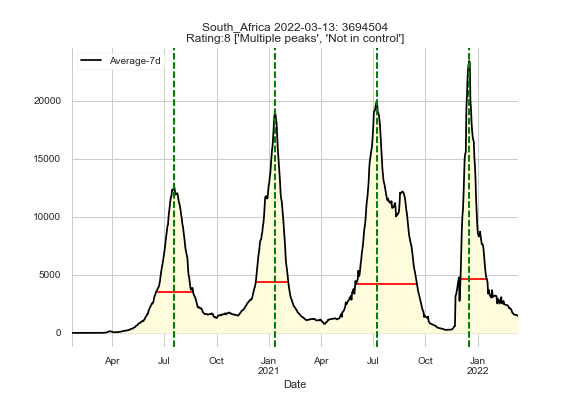 South_Africa 2022-03-13: 3694504
Rating:8 ['Multiple peaks', 'Not in control']
Average-7d
20000
15000
10000
5000
0
Apr
Jul
Oct
Jan
2021
Apr
Jul
Oct
Jan
2022
Date